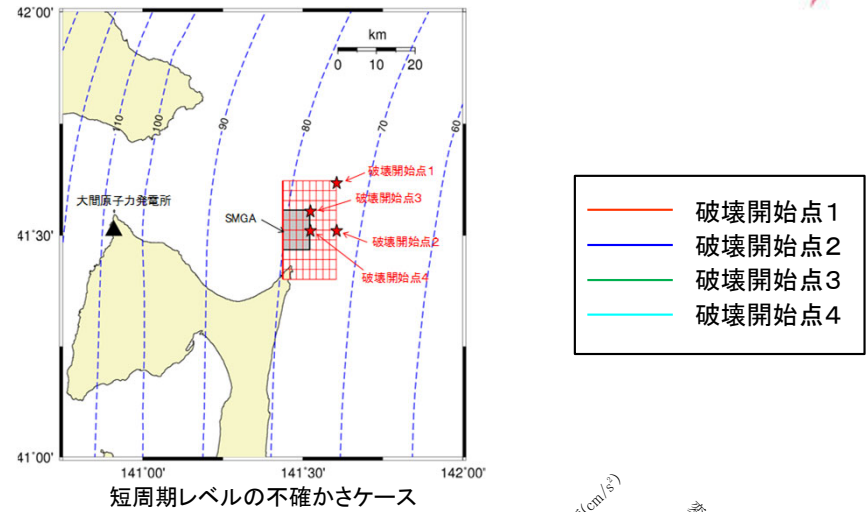 42°00'
km
0 10 20
110
100
90
80
70
60
破壊開始点1
大間原子力発電所
破壊開始点3
SMGA
41°30'
破壊開始点2
破壊開始点4
41°00'
141°00'
141°30'
142°00'
短周期レベルの不確かさケース
破壊開始点1
破壊開始点2
破壊開始点3
破壊開始点4
(cm/s²)